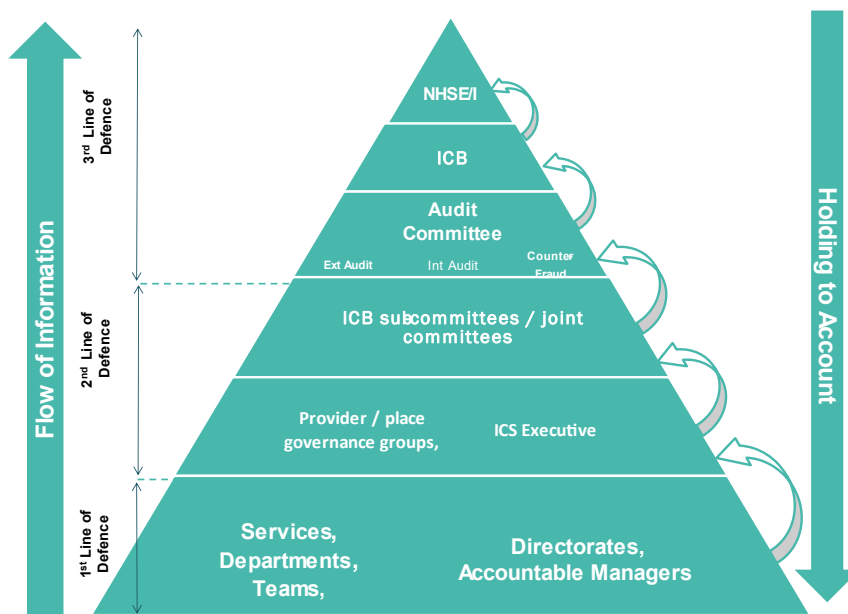 NHSE/I
ICB
Audit
Committee
Ext Audit
Int Audit
Counter-
Fraud
ICB subcommittees / joint
committees
Provider / place
governance groups,
ICS Executive
Services,
Departments,
Teams,
Directorates,
Accountable Managers
3rd Line of
Defence
2nd Line of
Defence
1st Line of
Defence
Flow of Information
Holding to Account